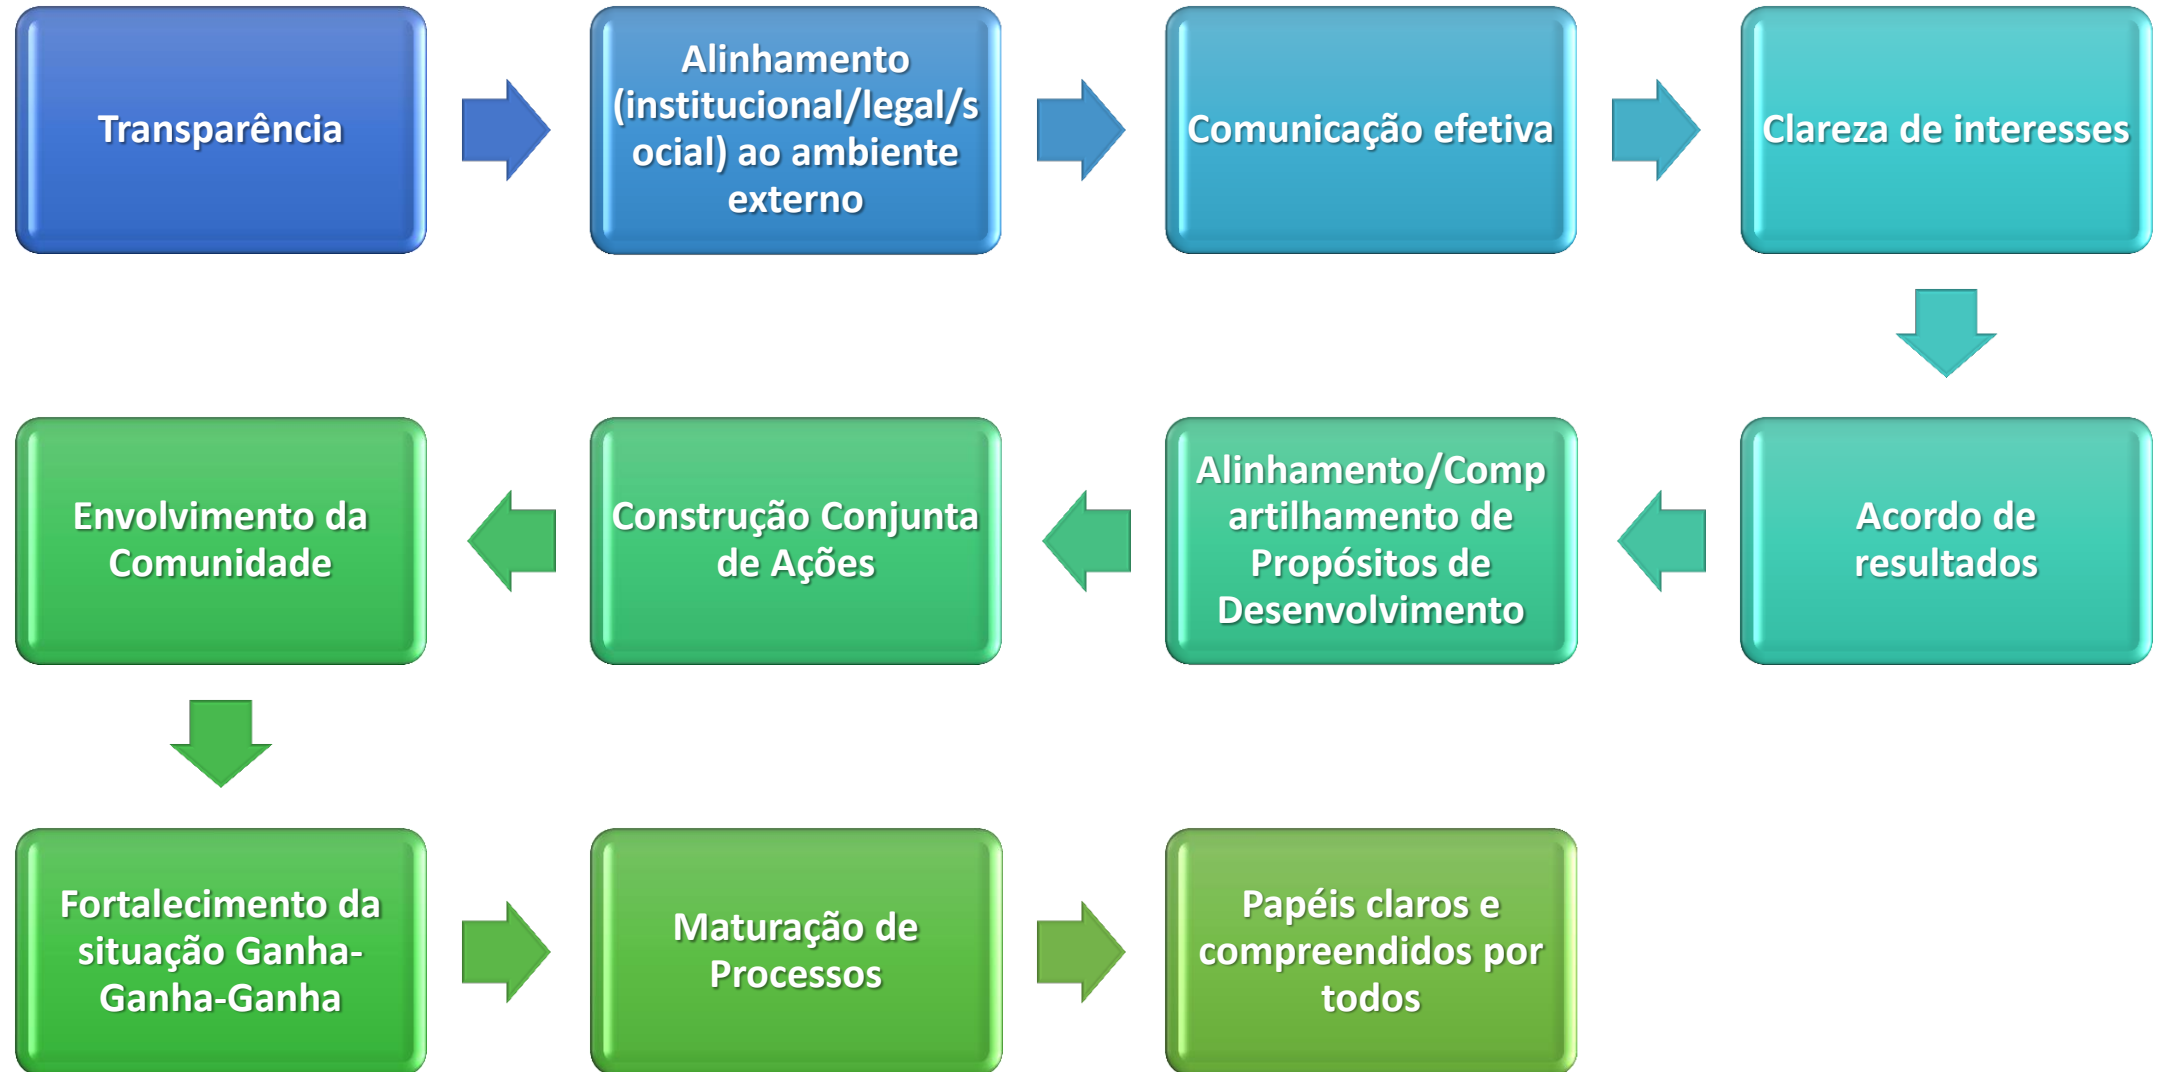 Transparência
Alinhamento
(institucional/legal/s
ocial) ao ambiente
externo
Comunicação efetiva
Clareza de interesses
Acordo de
resultados
Alinhamento/Comp
artilhamento de
Propósitos de
Desenvolvimento
Construção Conjunta
de Ações
Envolvimento da
Comunidade
Fortalecimento da
situação Ganha-
Ganha-Ganha
Maturação de
Processos
Papéis claros e
compreendidos por
todos